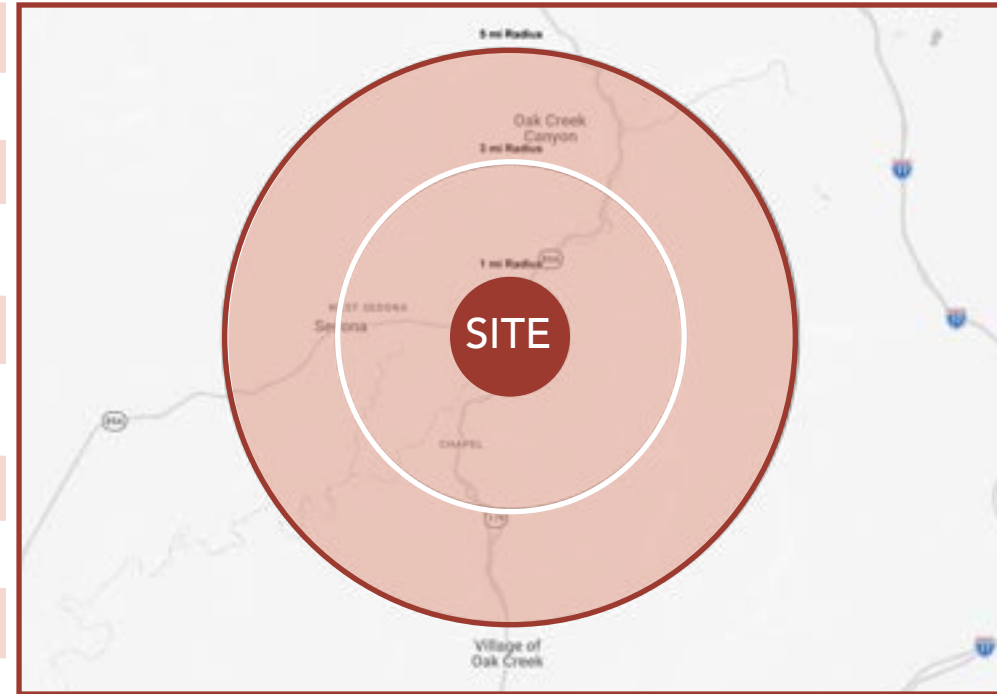 5 mi Radius
Oak Creek
Canyon
3 mi Radius
1 mi Radius
WEST SEDONA
Sedona
SITE
CHAPEL
179
Village of
Oak Creek